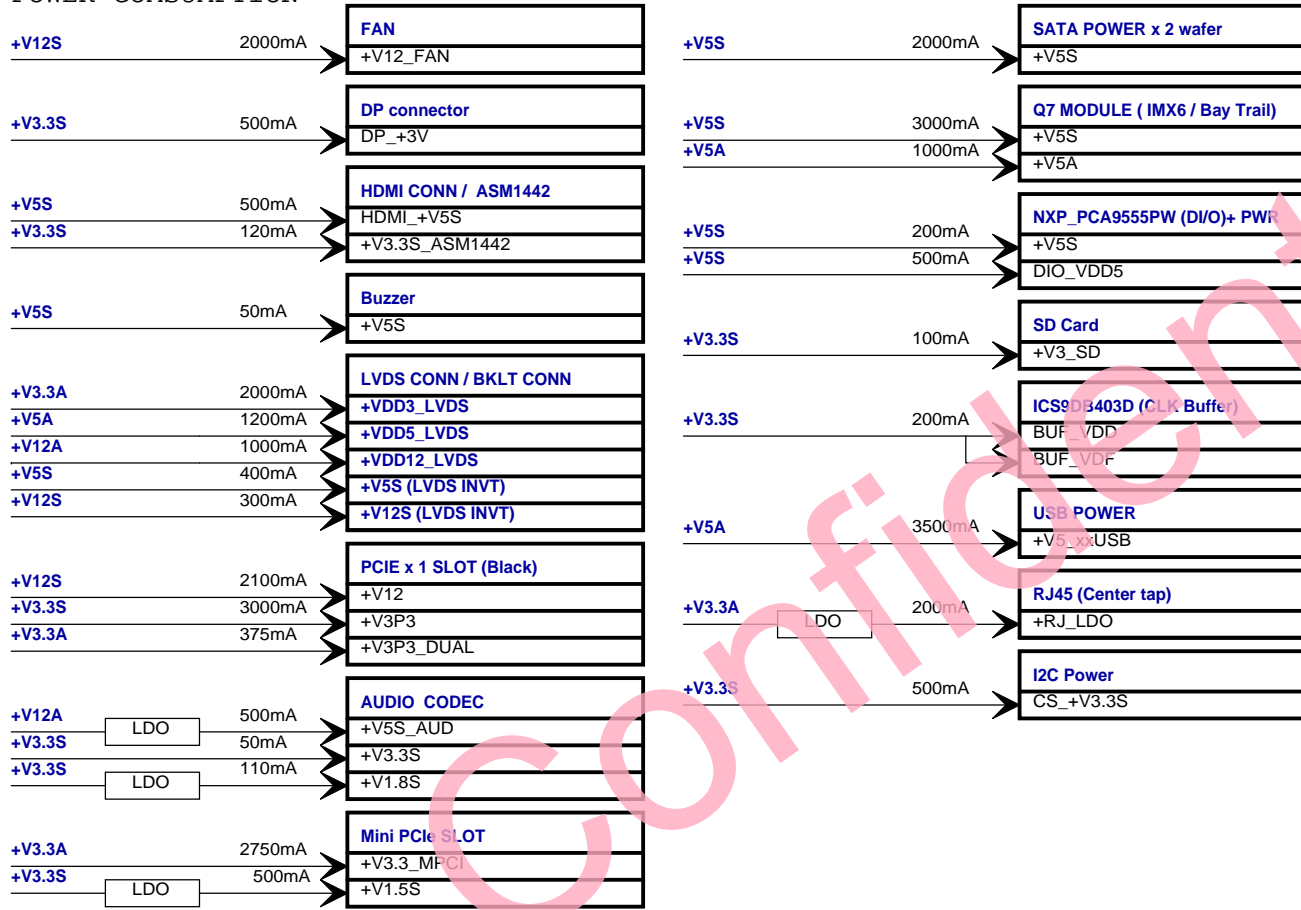 POWER CONSUMPTION
FAN
+V12S 2000mA
+V12_FAN
DP connector
+V3.3S 500mA
DP_+3V
HDMI CONN / ASM1442
+V5S 500mA
HDMI_+V5S
+V3.3S 120mA
+V3.3S_ASM1442
Buzzer
+V5S 50mA
+V5S
LVDS CONN / BKLT CONN
+V3.3A 2000mA
+VDD3_LVDS
+V5A 1200mA
+VDD5_LVDS
+V12A 1000mA
+VDD12_LVDS
+V5S 400mA
+V5S (LVDS INVT)
+V12S 300mA
+V12S (LVDS INVT)
PCIE x 1 SLOT (Black)
+V12S 2100mA
+V12
+V3.3S 3000mA
+V3P3
+V3.3A 375mA
+V3P3_DUAL
AUDIO CODEC
+V12A LDO 500mA
+V5S_AUD
+V3.3S 50mA
+V3.3S
+V3.3S LDO 110mA
+V1.8S
Mini PCIe SLOT
+V3.3A 2750mA
+V3.3_MPCI
+V3.3S LDO 500mA
+V1.5S
SATA POWER x 2 wafer
+V5S 2000mA
+V5S
Q7 MODULE ( IMX6 / Bay Trail)
+V5S 3000mA
+V5S
+V5A 1000mA
+V5A
NXP_PCA9555PW (DI/O)+ PWR
+V5S 200mA
+V5S
+V5S 500mA
DIO_VDD5
SD Card
+V3.3S 100mA
+V3_SD
ICS9DB403D (CLK Buffer)
+V3.3S 200mA
BUF_VDD
BUF_VDF
USB POWER
+V5A 3500mA
+V5_xxUSB
RJ45 (Center tap)
+V3.3A LDO 200mA
+RJ_LDO
I2C Power
+V3.3S 500mA
CS_+V3.3S
Confident